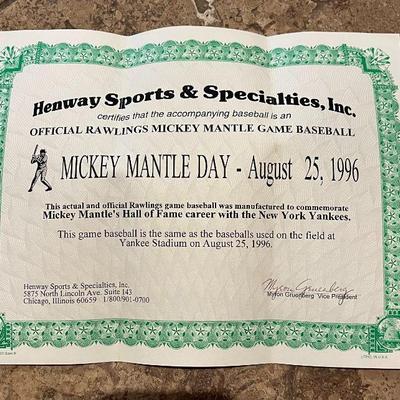 Henway Sports & Specialties, Inc.
certifies that the accompanying baseball is an
OFFICIAL RAWLINGS MICKEY MANTLE GAME BASEBALL
MICKEY MANTLE DAY - August 25, 1996
This actual and official Rawlings game baseball was manufactured to commemorate
Mickey Mantle's Hall of Fame career with the New York Yankees.
This game baseball is the same as the baseballs used on the field at
Yankee Stadium on August 25, 1996.
Henway Sports & Specialties, Inc.
5875 North Lincoln Ave. Suite 143
Chicago, Illinois 60659 1/800/901-0700
Myron Gruenberg
Myron Gruenberg Vice President